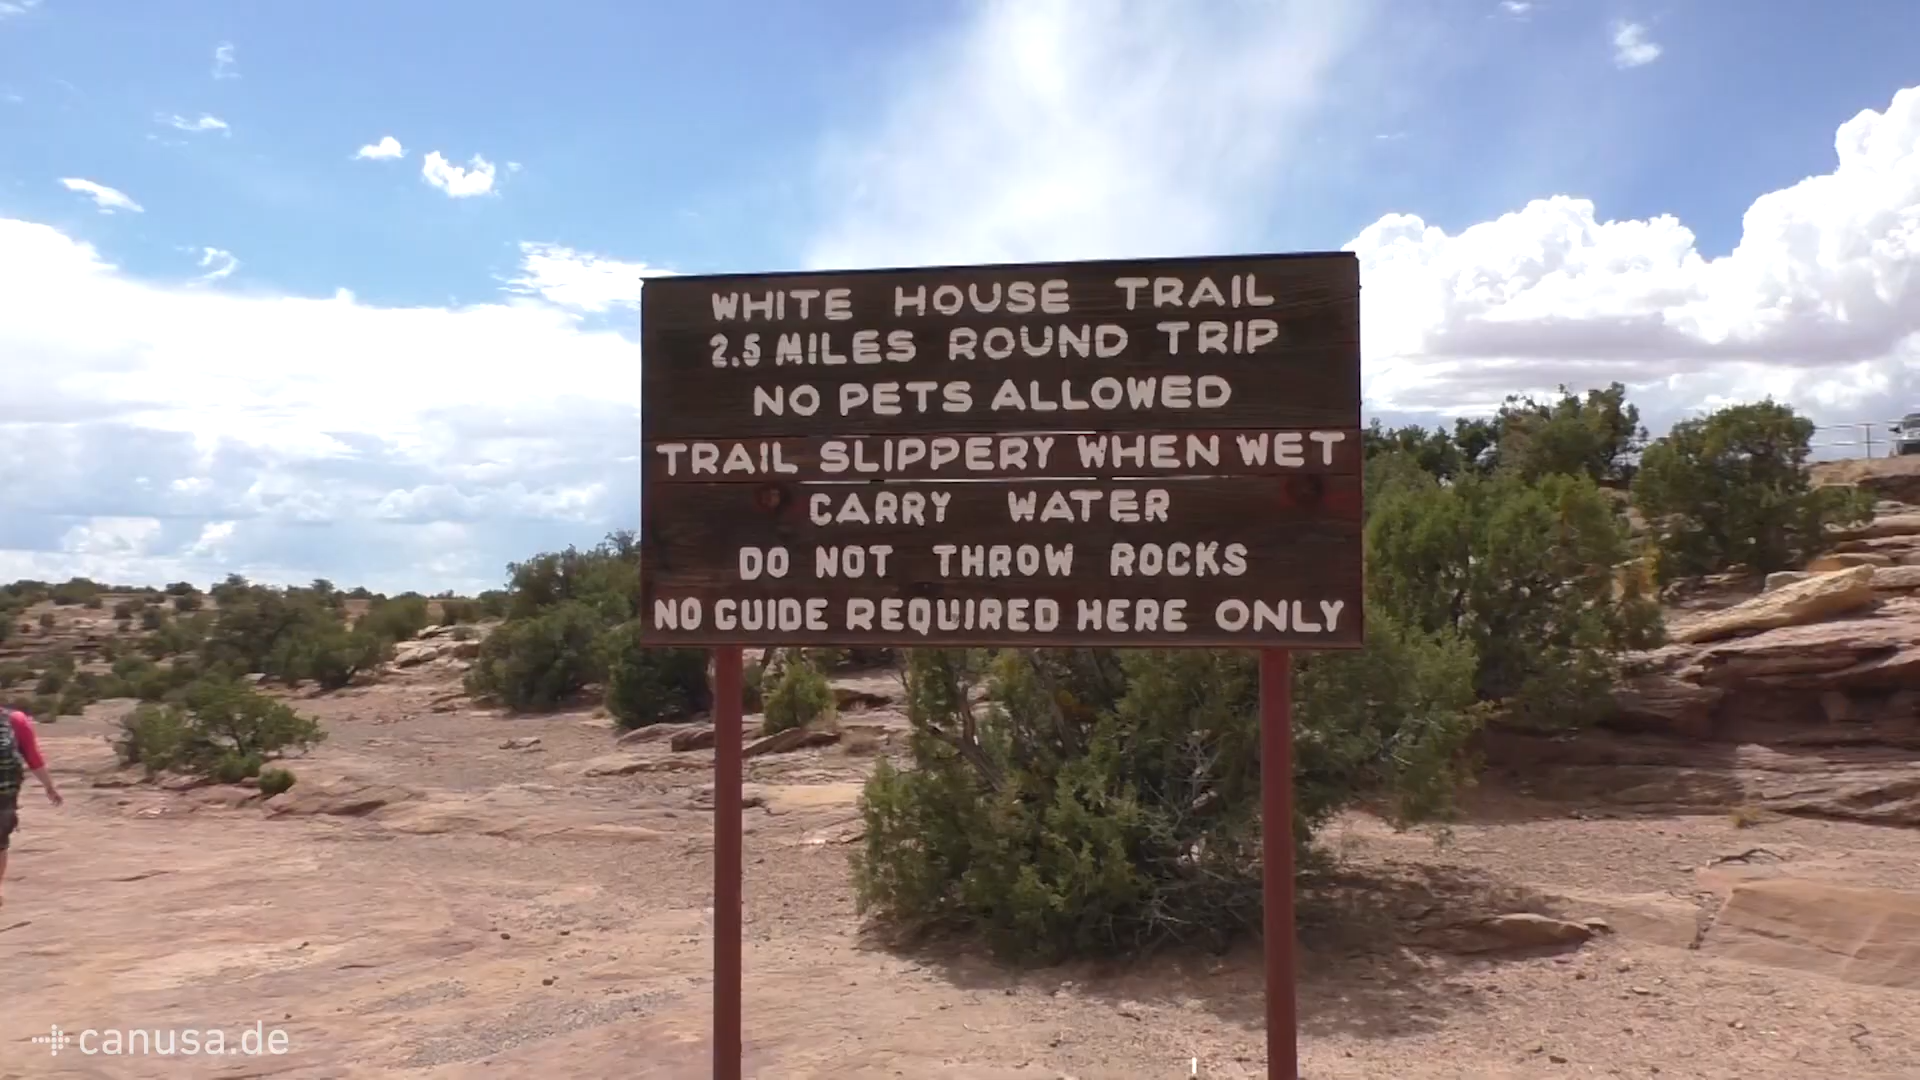 WHITE HOUSE TRAIL
2.5 MILES ROUND TRIP
NO PETS ALLOWED
TRAIL SLIPPERY WHEN WET
CARRY WATER
DO NOT THROW ROCKS
NO GUIDE REQUIRED HERE ONLY
canusa.de